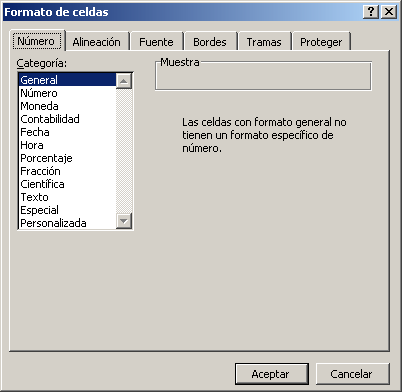 Formato de celdas
Número Alineación Fuente Bordes Tramas Proteger
Categoría:
General
Número
Moneda
Contabilidad
Fecha
Hora
Porcentaje
Fracción
Científica
Texto
Especial
Personalizada
Muestra
Las celdas con formato general no
tienen un formato específico de
número.
Aceptar Cancelar